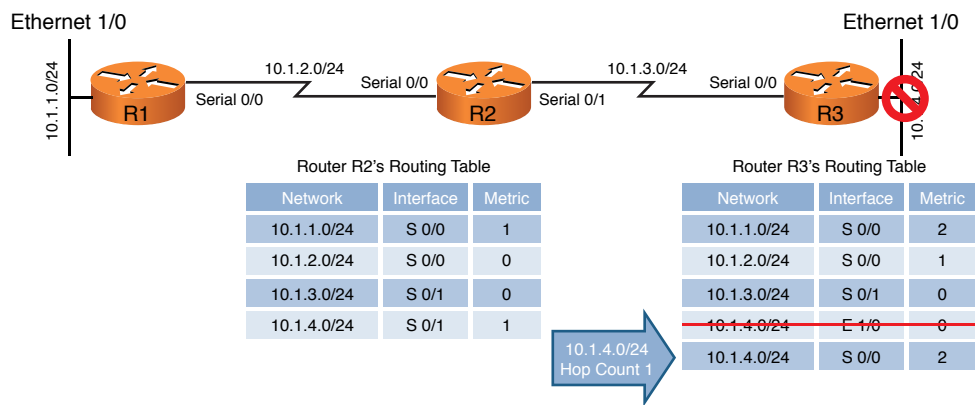 Ethernet 1/0
Ethernet 1/0
10.1.1.0/24
R1
Serial 0/0
10.1.2.0/24
Serial 0/0
R2
Serial 0/1
10.1.3.0/24
Serial 0/0
R3
Router R2's Routing Table
Network Interface Metric
10.1.1.0/24 S 0/0 1
10.1.2.0/24 S 0/0 0
10.1.3.0/24 S 0/1 0
10.1.4.0/24 S 0/1 1
10.1.4.0/24
Hop Count 1
Router R3's Routing Table
Network Interface Metric
10.1.1.0/24 S 0/0 2
10.1.2.0/24 S 0/0 1
10.1.3.0/24 S 0/1 0
10.1.4.0/24 E 1/0 0
10.1.4.0/24 S 0/0 2